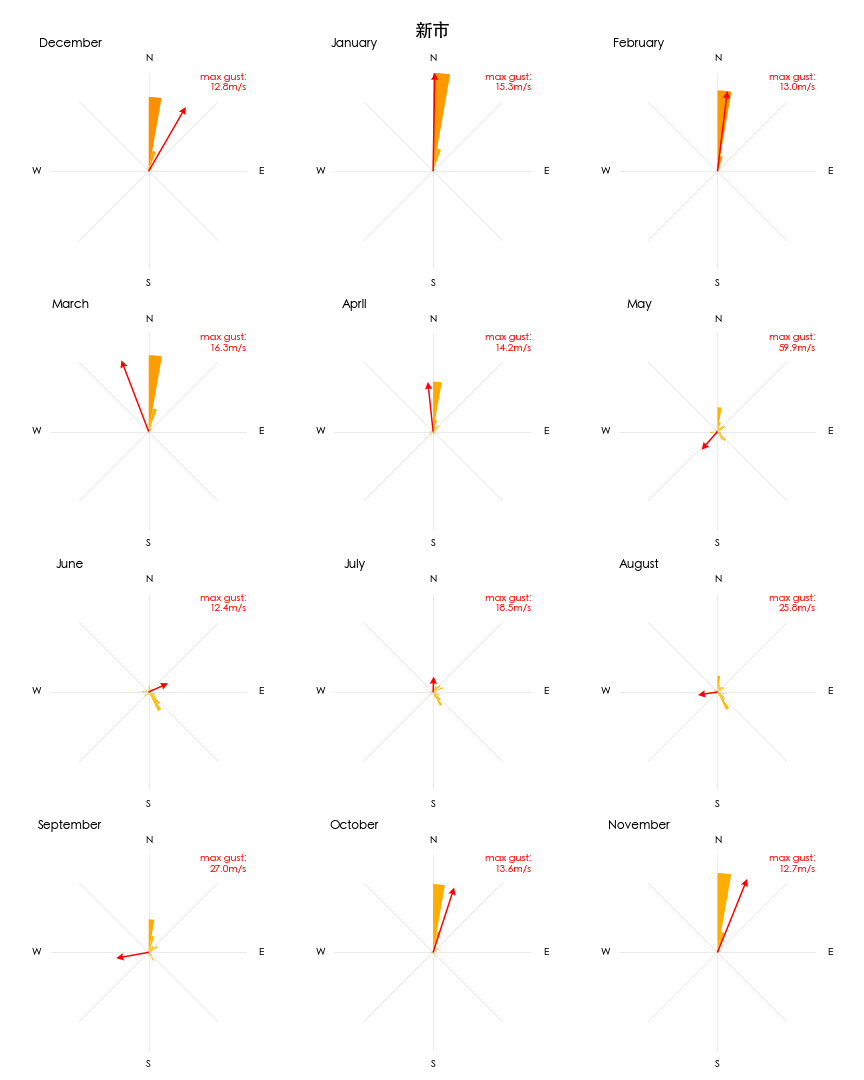 新市
December
N
max gust:
12.8m/s
W
E
S
January
N
max gust:
15.3m/s
W
E
S
February
N
max gust:
13.0m/s
W
E
S
March
N
max gust:
16.3m/s
W
E
S
April
N
max gust:
14.2m/s
W
E
S
May
N
max gust:
59.9m/s
W
E
S
June
N
max gust:
12.4m/s
W
E
S
July
N
max gust:
18.5m/s
W
E
S
August
N
max gust:
25.8m/s
W
E
S
September
N
max gust:
27.0m/s
W
E
S
October
N
max gust:
13.6m/s
W
E
S
November
N
max gust:
12.7m/s
W
E
S